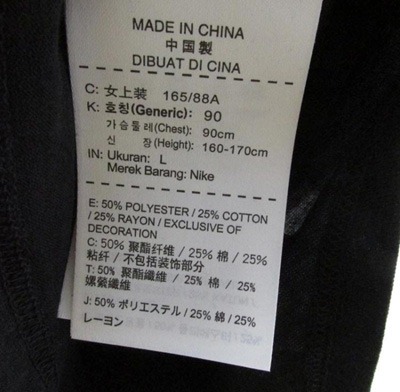 MADE IN CHINA
中国製
DIBUAT DI CINA
C: 女上装 165/88A
K: 호칭(Generic): 90
가슴둘레(Chest): 90cm
신 장(Height): 160-170cm
IN: Ukuran: L
Merek Barang: Nike
E: 50% POLYESTER / 25% COTTON
/ 25% RAYON / EXCLUSIVE OF
DECORATION
C: 50% 聚酯纤维 / 25% 棉 / 25%
粘纤 / 不包括装饰部分
T: 50% 聚酯纖維 / 25% 棉 / 25%
嫘縈纖維
J: 50% ポリエステル / 25% 綿 / 25%
レーヨン